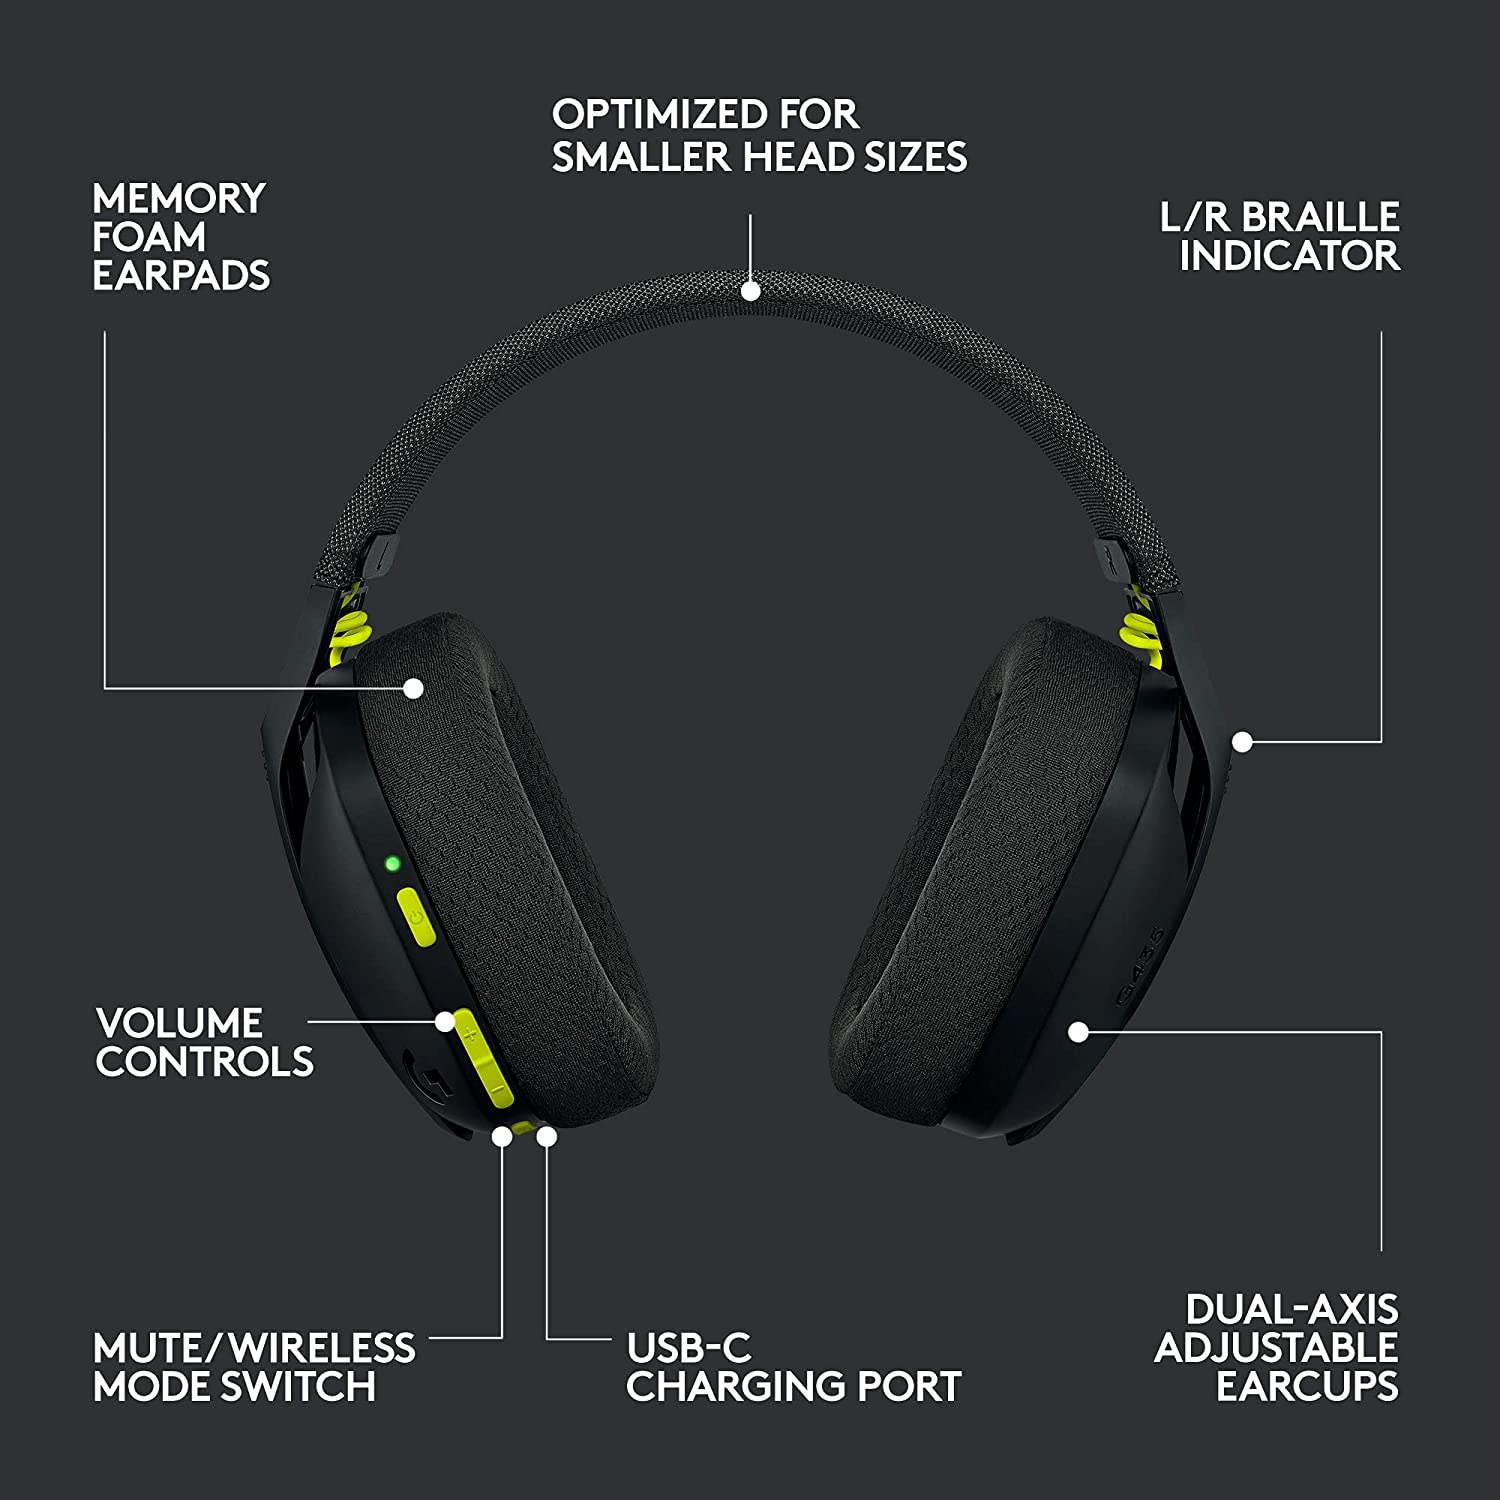 OPTIMIZED FOR
SMALLER HEAD SIZES
MEMORY
FOAM
EARPADS
L/R BRAILLE
INDICATOR
L
R
G435
+
-
VOLUME
CONTROLS
MUTE/WIRELESS
MODE SWITCH
USB-C
CHARGING PORT
DUAL-AXIS
ADJUSTABLE
EARCUPS